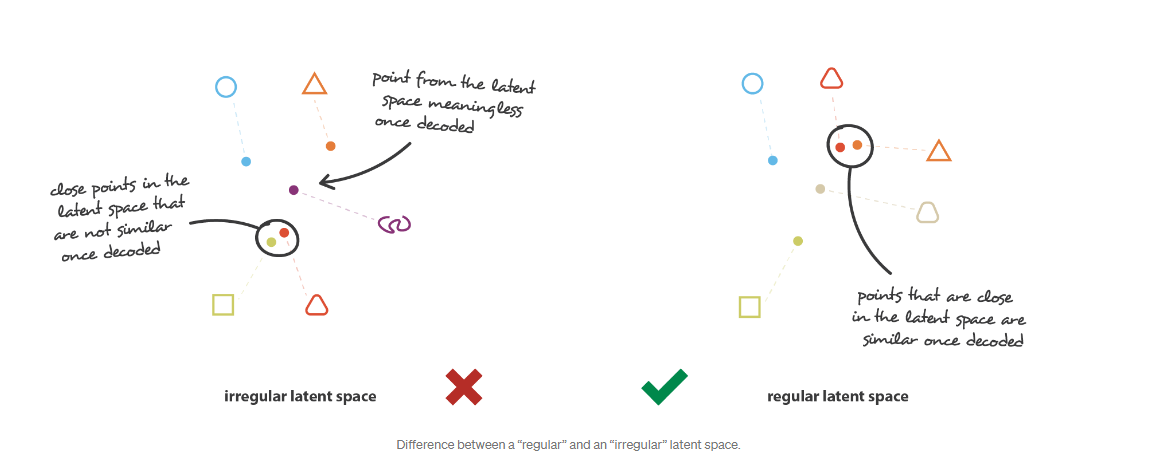 point from the latent
space meaningless
once decoded
close points in the
latent space that
are not similar
once decoded
points that are close
in the latent space are
similar once decoded
irregular latent space
regular latent space
Difference between a “regular” and an “irregular” latent space.